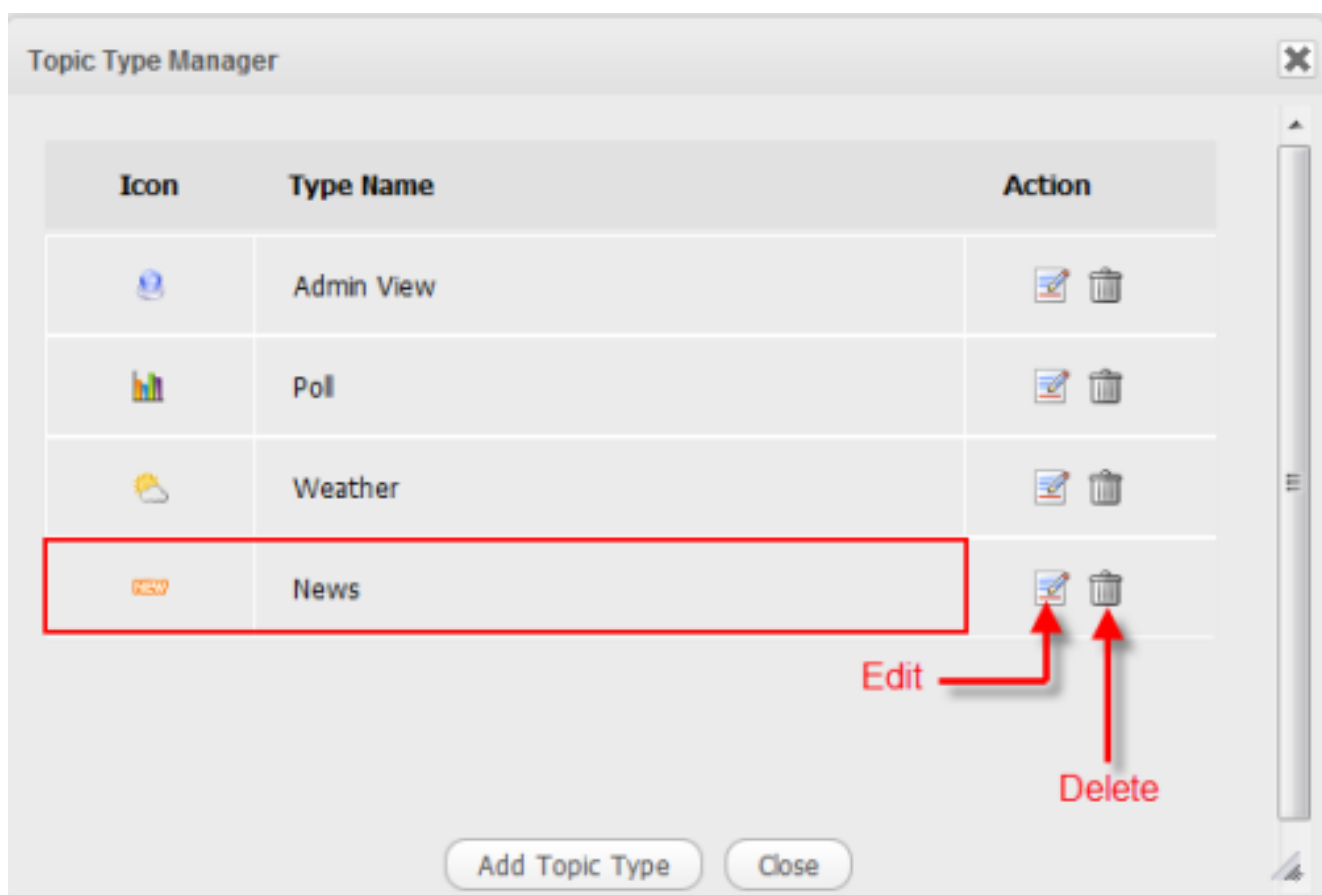 Topic Type Manager
Icon Type Name Action
Admin View
Poll
Weather
NEW News
Edit
Delete
Add Topic Type Close